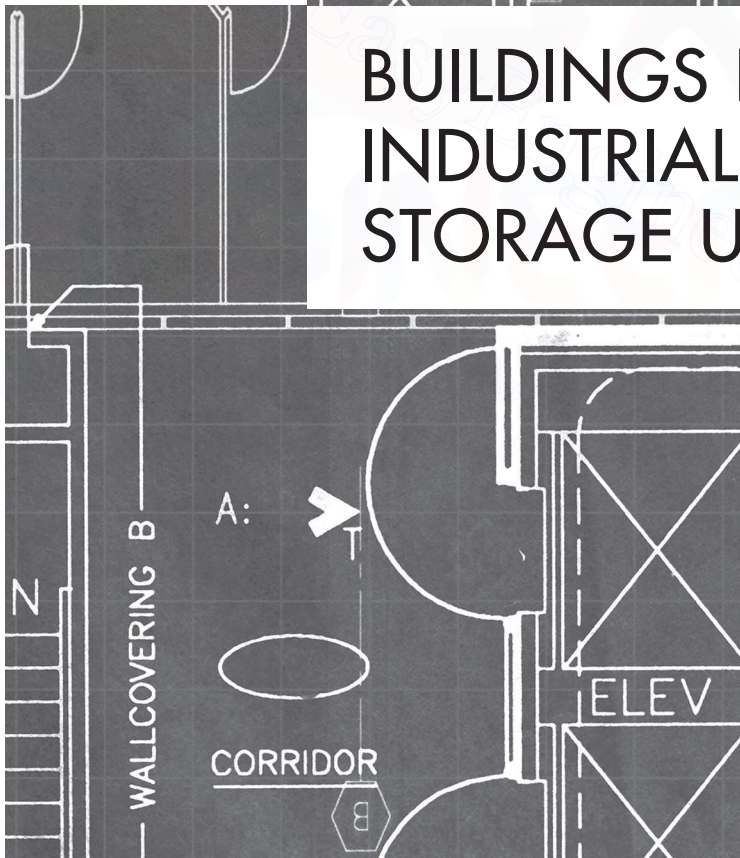 BUILDINGS
INDUSTRIAL
STORAGE U
A:
T
N
WALLCOVERING B
ELEV
CORRIDOR
B